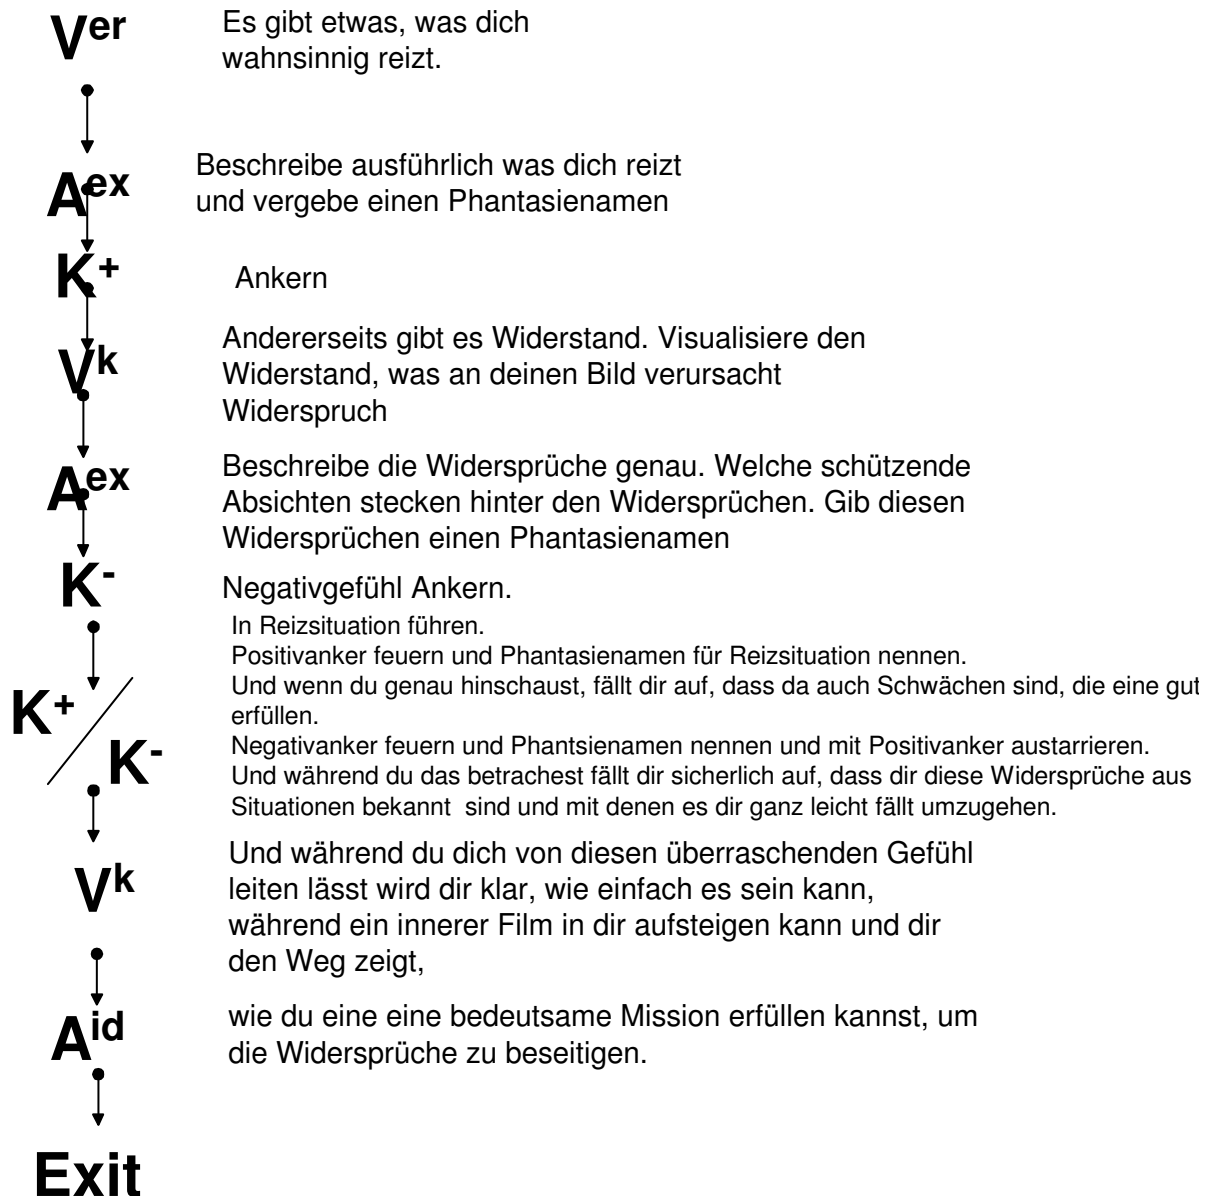 V^er
Es gibt etwas, was dich
wahnsinnig reizt.
A^ex
Beschreibe ausführlich was dich reizt
und vergebe einen Phantasienamen
K^+
Ankern
V^k
Andererseits gibt es Widerstand. Visualisiere den
Widerstand, was an deinen Bild verursacht
Widerspruch
A^ex
Beschreibe die Widersprüche genau. Welche schützende
Absichten stecken hinter den Widersprüchen. Gib diesen
Widersprüchen einen Phantasienamen
K^-
Negativgefühl Ankern.
K^+ / K^-
In Reizsituation führen.
Positivanker feuern und Phantasienamen für Reizsituation nennen.
Und wenn du genau hinschaust, fällt dir auf, dass da auch Schwächen sind, die eine gut
erfüllen.
Negativanker feuern und Phantsienamen nennen und mit Positivanker austarrieren.
Und während du das betrachest fällt dir sicherlich auf, dass dir diese Widersprüche aus
Situationen bekannt  sind und mit denen es dir ganz leicht fällt umzugehen.
V^k
Und während du dich von diesen überraschenden Gefühl
leiten lässt wird dir klar, wie einfach es sein kann,
während ein innerer Film in dir aufsteigen kann und dir
den Weg zeigt,
A^id
wie du eine eine bedeutsame Mission erfüllen kannst, um
die Widersprüche zu beseitigen.
Exit